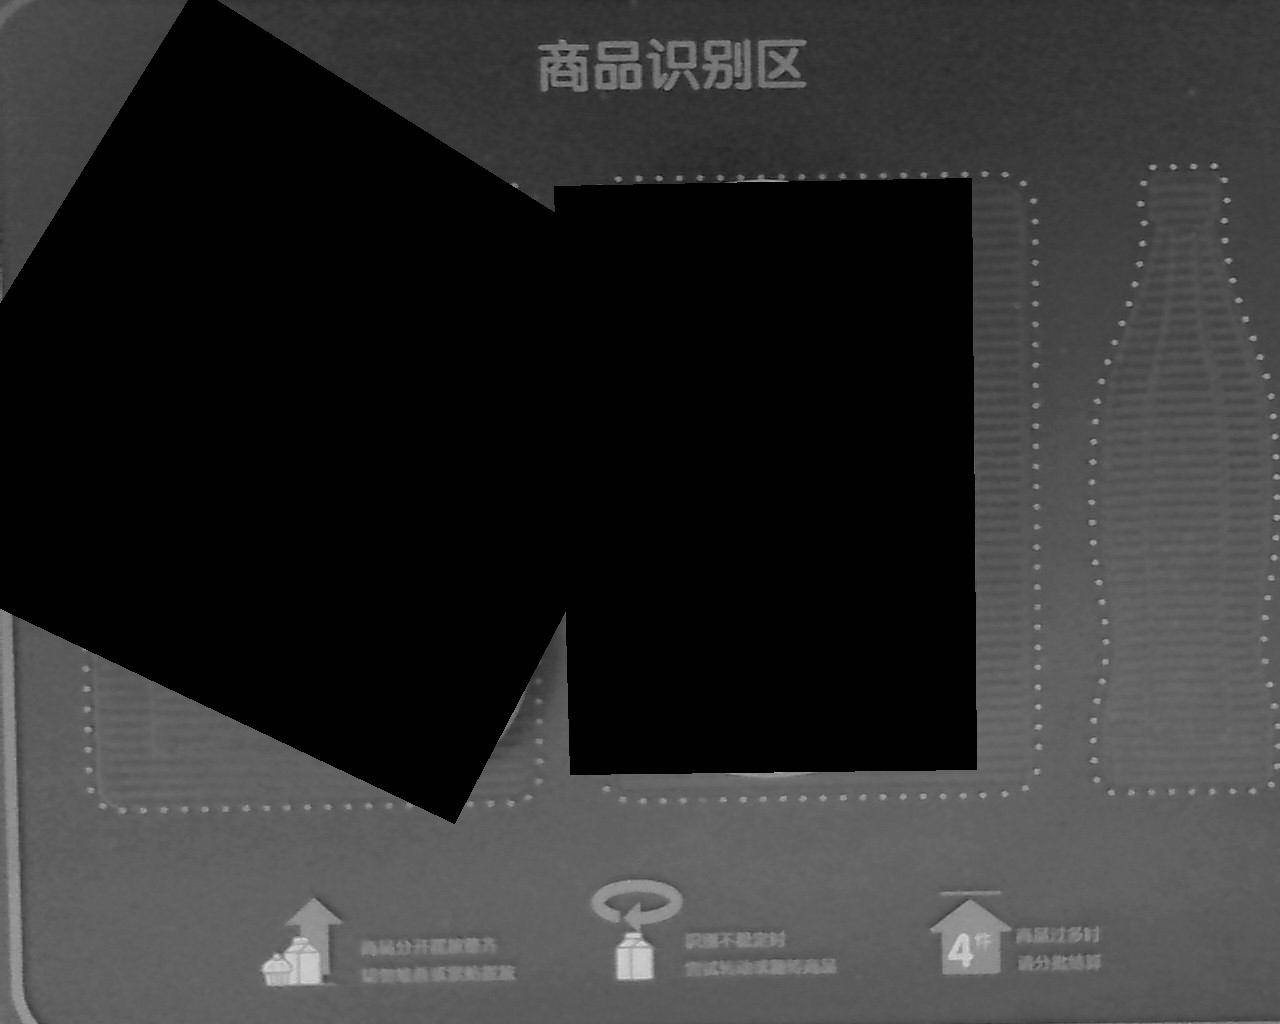 商品识别区
商品分开摆放整齐
切勿堆叠或紧贴摆放
识别不稳定时
尝试转动或翻转商品
4件
商品过多时
请分批结算